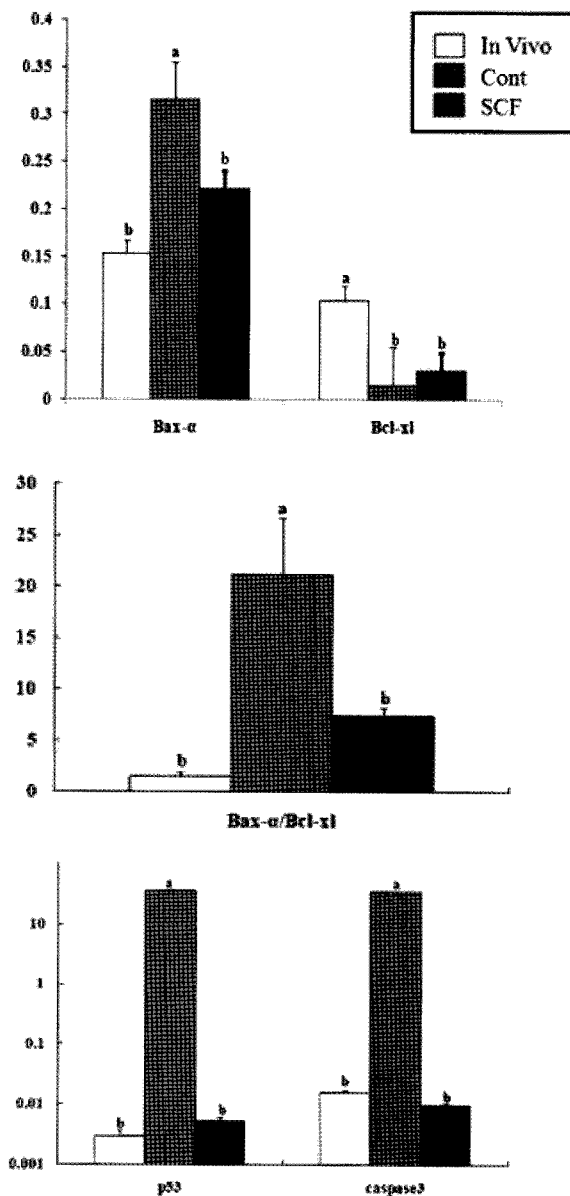 In Vivo
Cont
SCF
0.4
0.35
0.3
0.25
0.2
0.15
0.1
0.05
0
b
a
b
a
b
b
Bax-α
Bcl-xl
30
25
20
15
10
5
0
b
a
b
Bax-α/Bcl-xl
10
1
0.1
0.01
0.001
b
a
b
b
a
b
p53
caspase3